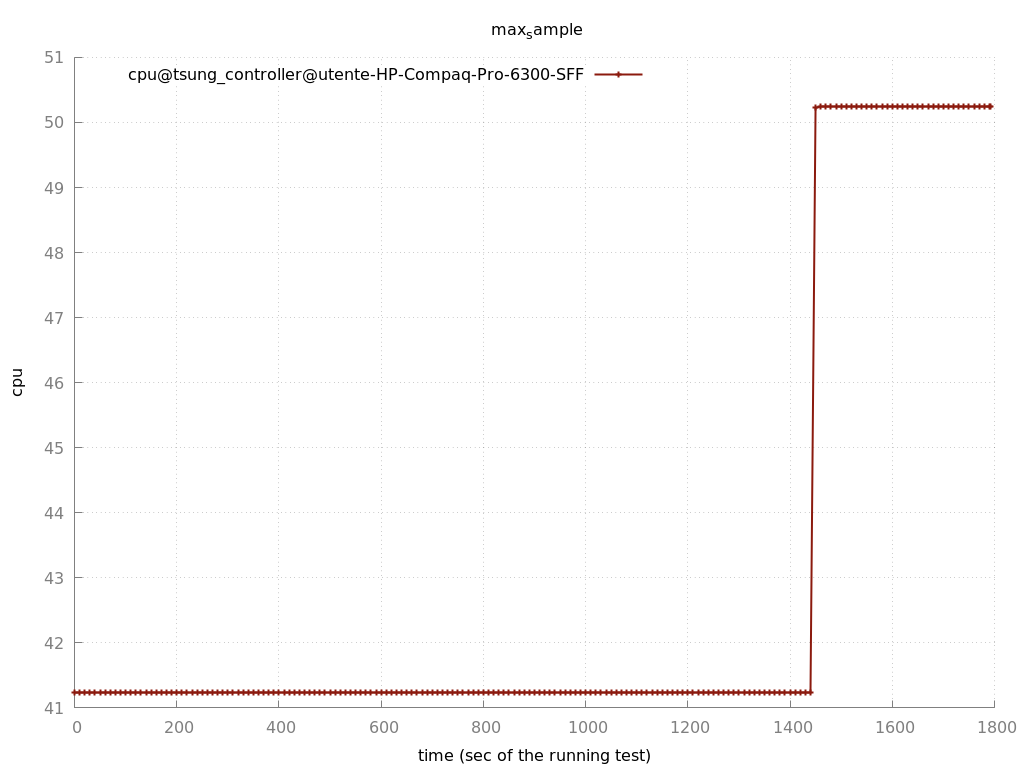 maxsample
cpu@tsung_controller@utente-HP-Compaq-Pro-6300-SFF
51
50
49
48
47
46
45
44
43
42
41
cpu
0 200 400 600 800 1000 1200 1400 1600 1800
time (sec of the running test)